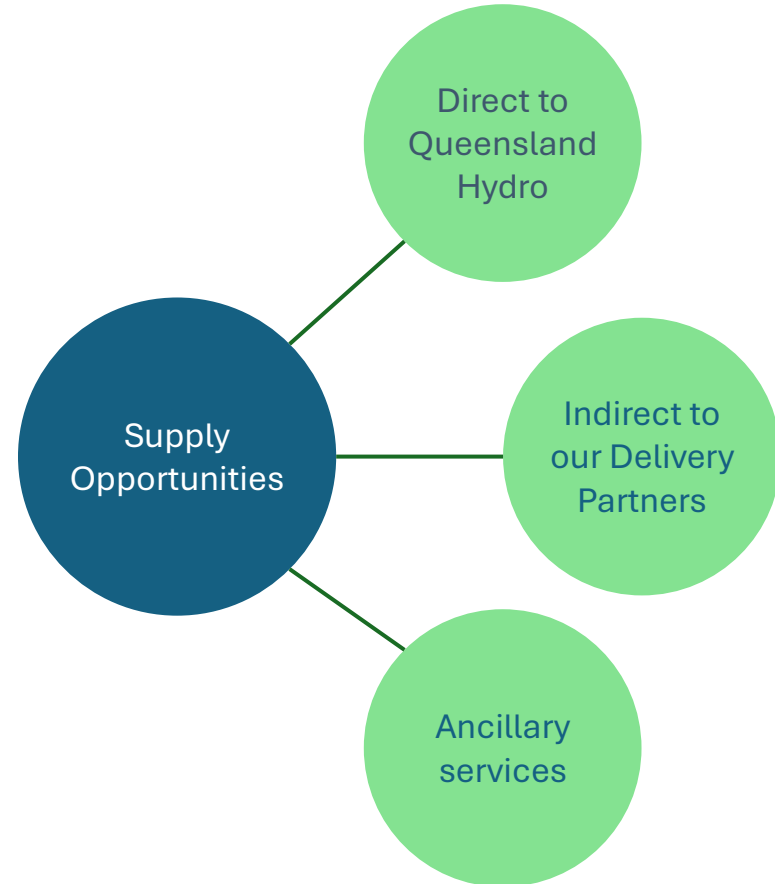 Direct to
Queensland
Hydro
Supply
Opportunities
Indirect to
our Delivery
Partners
Ancillary
services